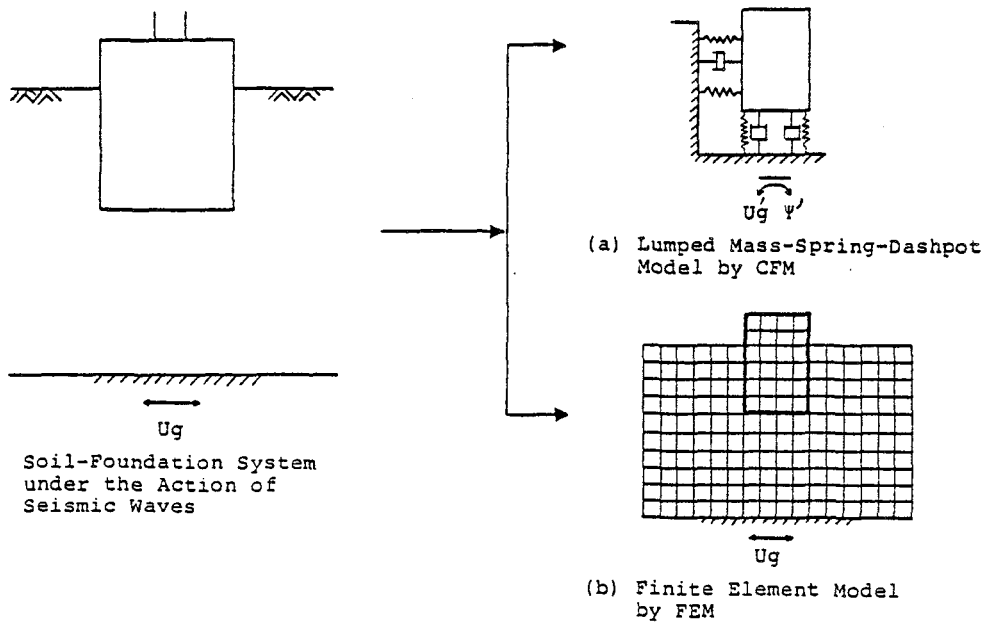 Ug
Soil-Foundation System
under the Action of
Seismic Waves
Ug' Ψ'
(a) Lumped Mass-Spring-Dashpot
Model by CFM
Ug
(b) Finite Element Model
by FEM